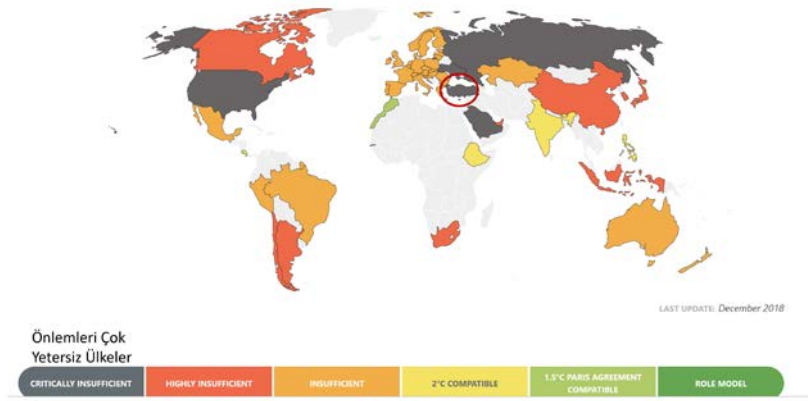 LAST UPDATE: December 2018
Önlemleri Çok
Yetersiz Ülkeler
CRITICALLY INSUFFICIENT
HIGHLY INSUFFICIENT
INSUFFICIENT
2°C COMPATIBLE
1.5°C PARIS AGREEMENT
COMPATIBLE
ROLE MODEL